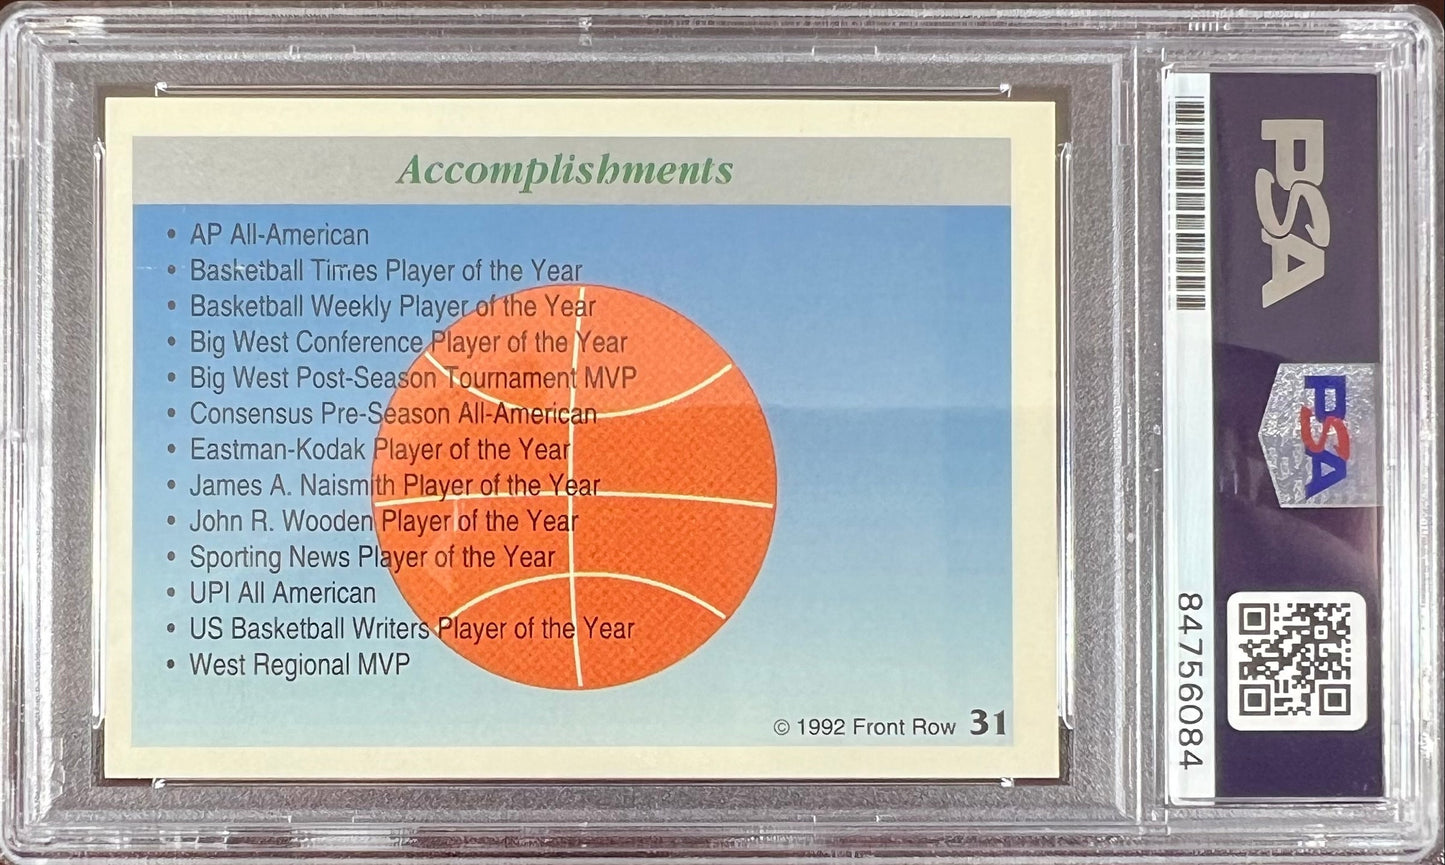 Accomplishments
• AP All-American
• Basketball Times Player of the Year
• Basketball Weekly Player of the Year
• Big West Conference Player of the Year
• Big West Post-Season Tournament MVP
• Consensus Pre-Season All-American
• Eastman-Kodak Player of the Year
• James A. Naismith Player of the Year
• John R. Wooden Player of the Year
• Sporting News Player of the Year
• UPI All American
• US Basketball Writers Player of the Year
• West Regional MVP
© 1992 Front Row 31
PSA
PSA
84756084